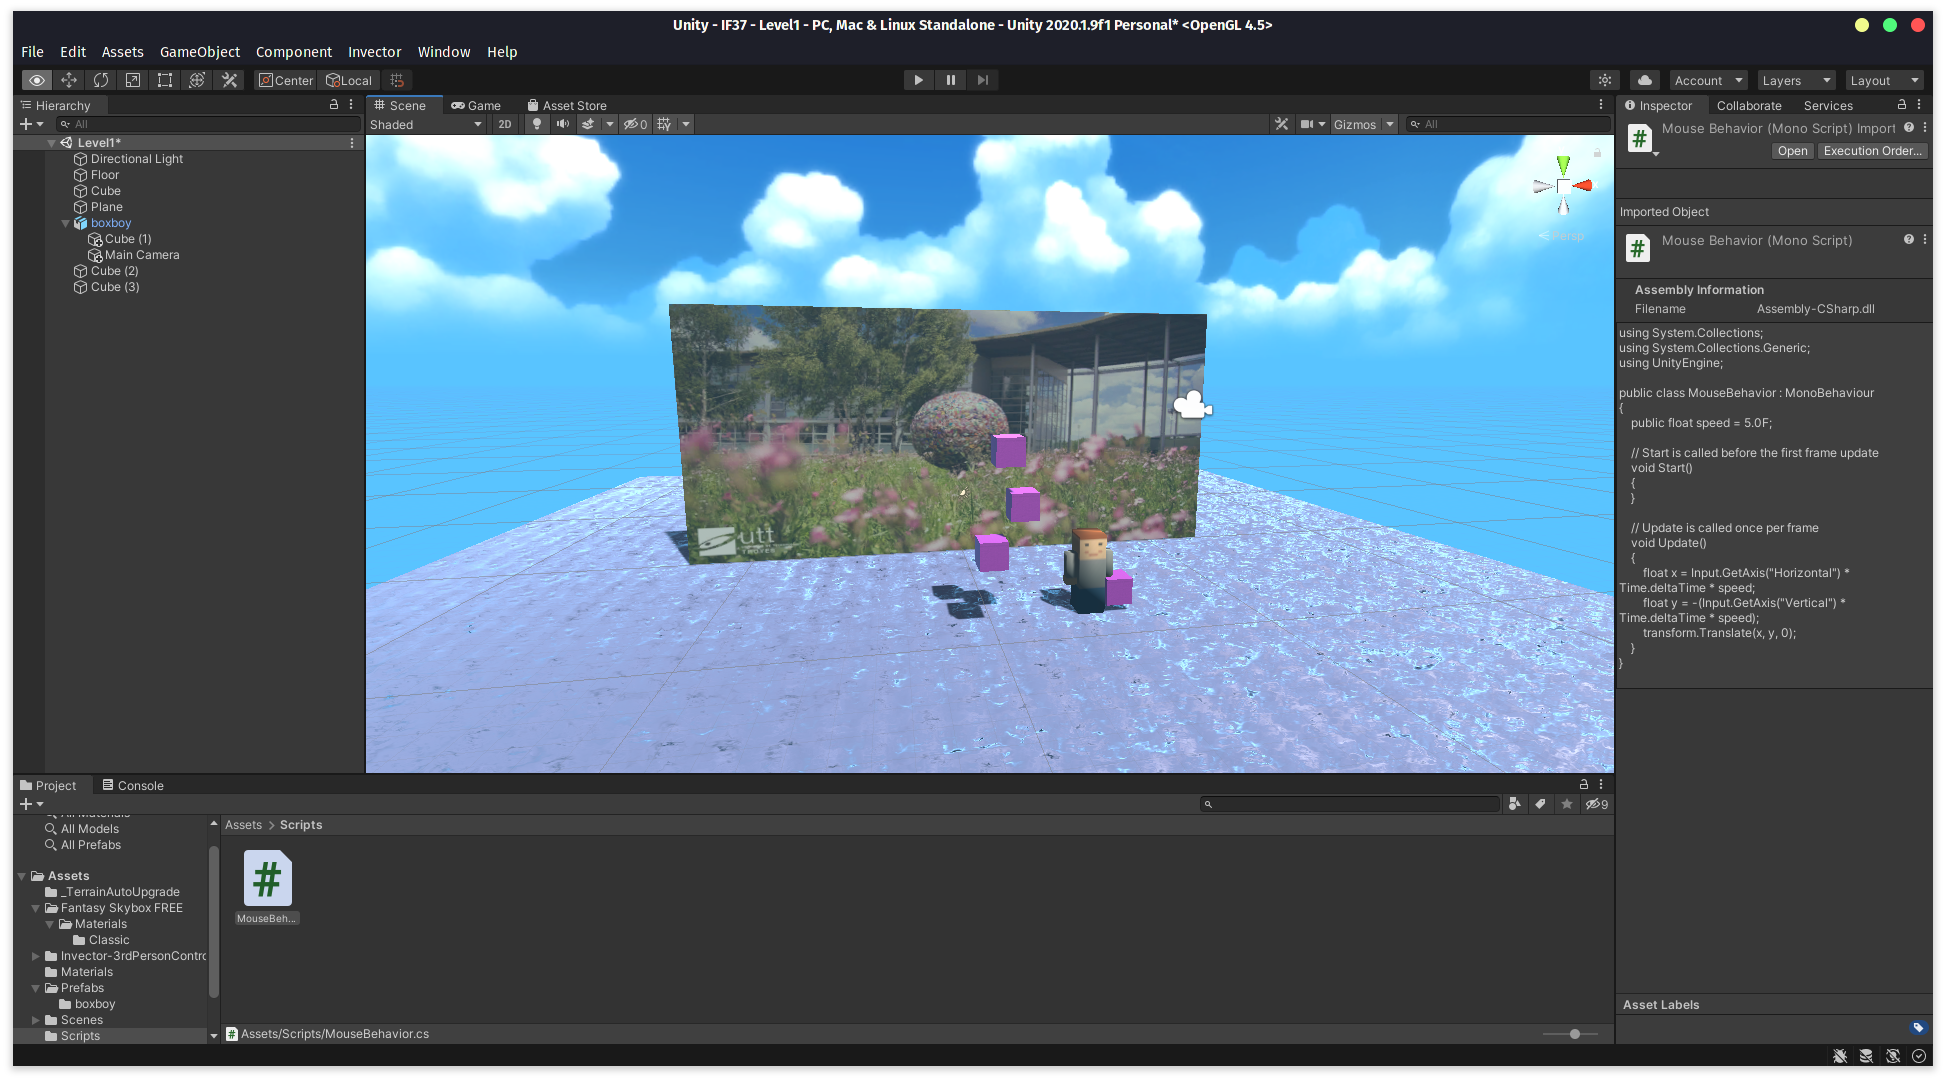 Unity - IF37 - Level1 - PC, Mac & Linux Standalone - Unity 2020.1.9f1 Personal* <OpenGL 4.5>
File Edit Assets GameObject Component Invector Window Help
Center Local
Account Layers Layout
Hierarchy
All
Level1*
Directional Light
Floor
Cube
Plane
boxboy
Cube (1)
Main Camera
Cube (2)
Cube (3)
Scene Game Asset Store
Shaded 2D 0 Gizmos All
Persp
utt
TROYES
Inspector Collaborate Services
Mouse Behavior (Mono Script) Import
Open Execution Order...
Imported Object
Mouse Behavior (Mono Script)
Assembly Information
Filename Assembly-CSharp.dll
using System.Collections;
using System.Collections.Generic;
using UnityEngine;
public class MouseBehavior : MonoBehaviour
{
public float speed = 5.0F;
// Start is called before the first frame update
void Start()
{
}
// Update is called once per frame
void Update()
{
float x = Input.GetAxis("Horizontal") *
Time.deltaTime * speed;
float y = -(Input.GetAxis("Vertical") *
Time.deltaTime * speed);
transform.Translate(x, y, 0);
}
}
Asset Labels
Project Console
9
All Materials
All Models
All Prefabs
Assets
_TerrainAutoUpgrade
Fantasy Skybox FREE
Materials
Classic
Invector-3rdPersonContro
Materials
Prefabs
boxboy
Scenes
Scripts
Assets > Scripts
MouseBeh...
Assets/Scripts/MouseBehavior.cs